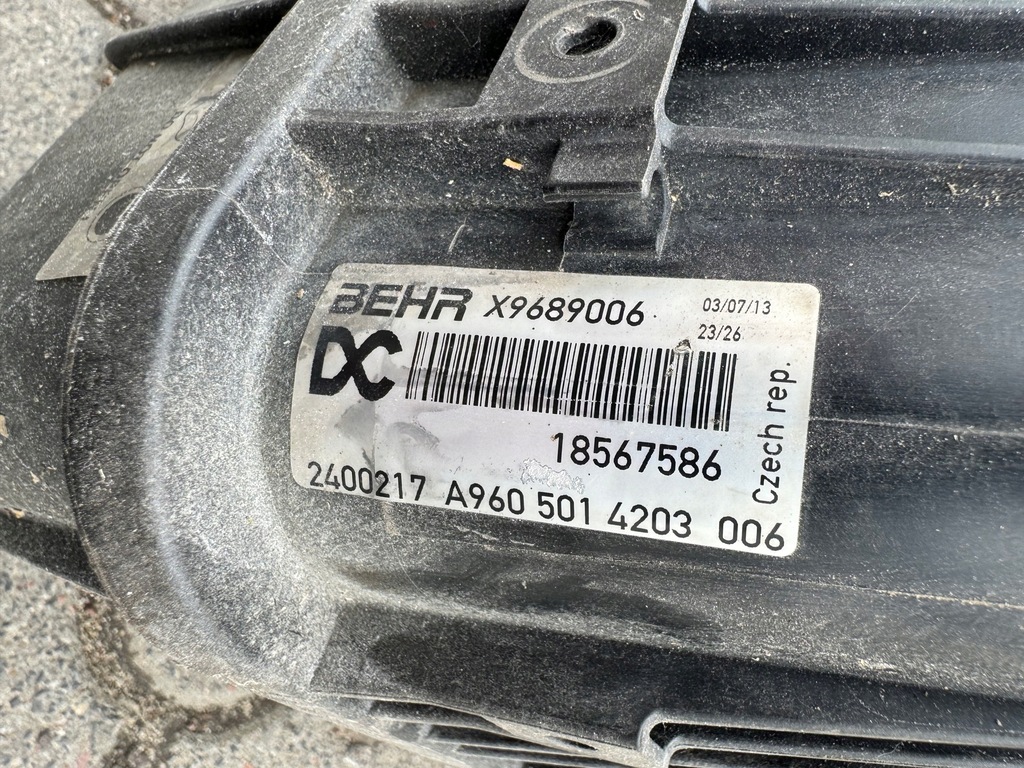 BEHR X9689006 03/07/13
23/26
DC
18567586
2400217 A960 501 4203 006
Czech rep.